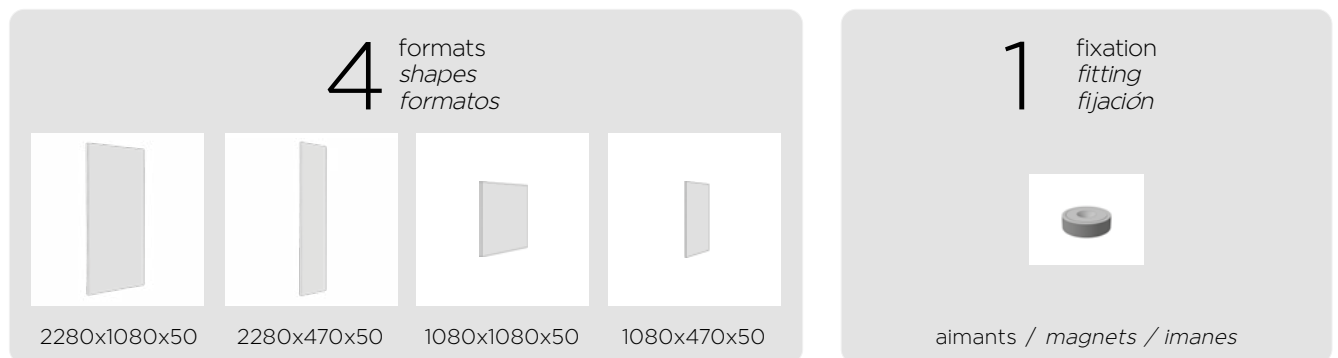 4
formats
shapes
formatos
2280x1080x50
2280x470x50
1080x1080x50
1080x470x50
1
fixation
fitting
fijación
aimants / magnets / imanes